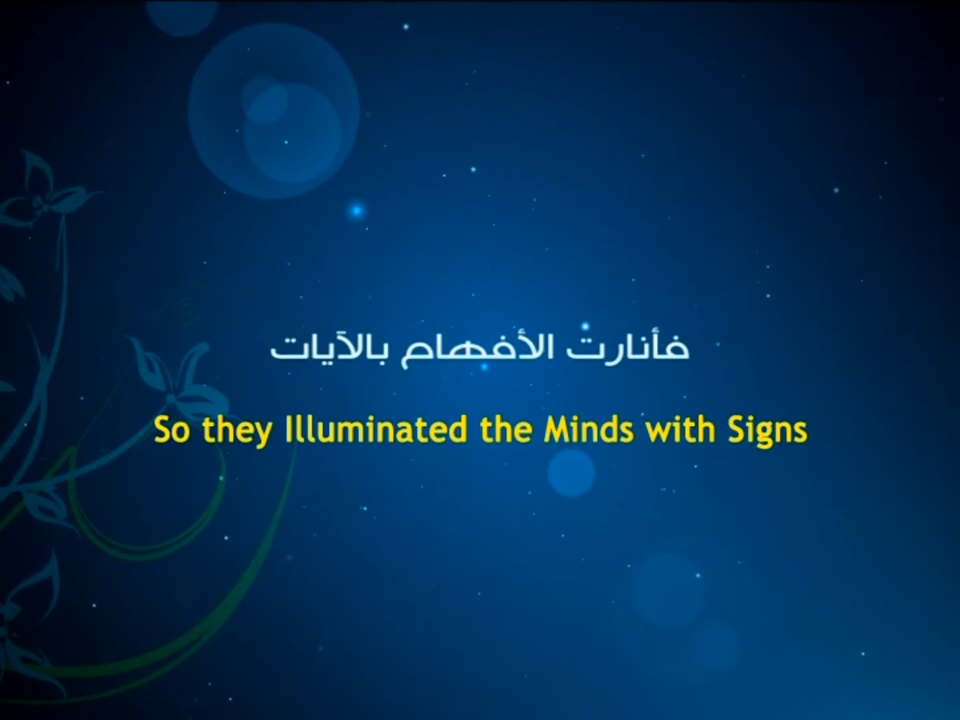 فأنارت الأفهام بالآيات
So they Illuminated the Minds with Signs